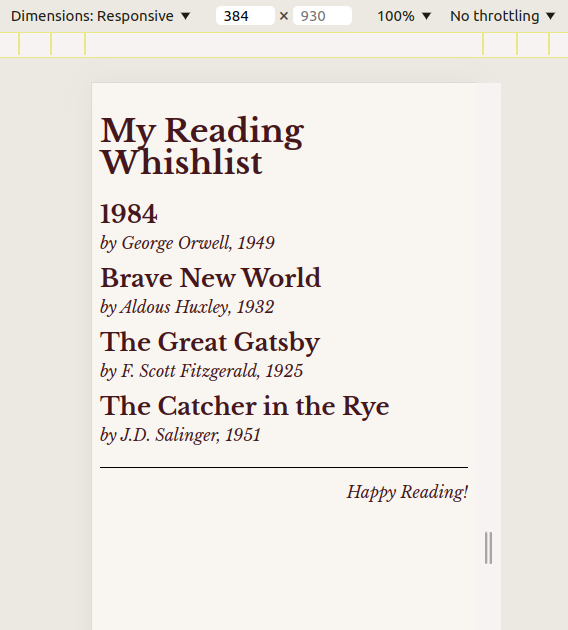 Dimensions: Responsive ▼ 384 × 930 100% ▼ No throttling ▼
My Reading
Whishlist
1984
by George Orwell, 1949
Brave New World
by Aldous Huxley, 1932
The Great Gatsby
by F. Scott Fitzgerald, 1925
The Catcher in the Rye
by J.D. Salinger, 1951
Happy Reading!